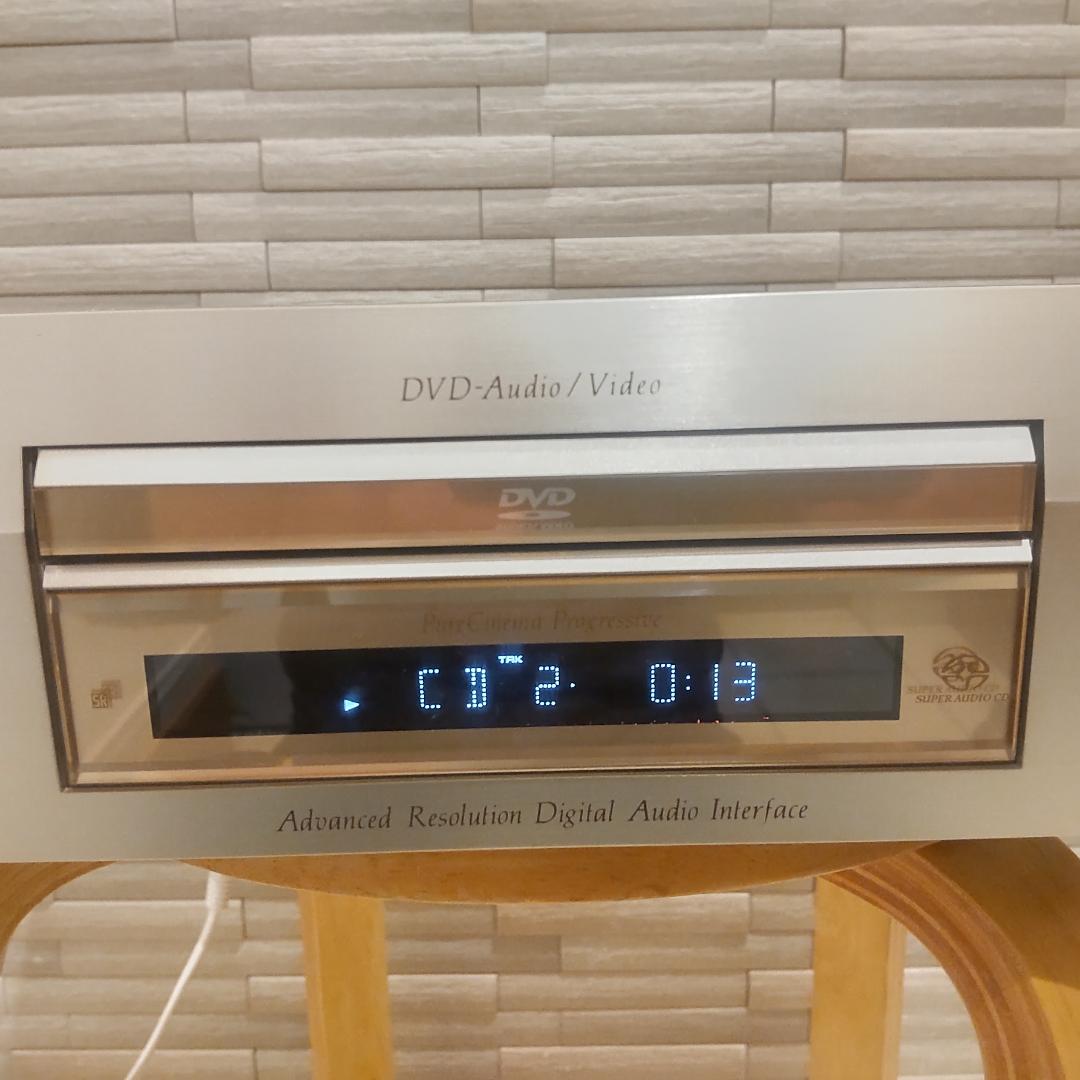 DVD-Audio/Video
DVD
PureCinema Progressive
TRK
CD 2 0:13
SR
SUPER AUDIO CD
Advanced Resolution Digital Audio Interface